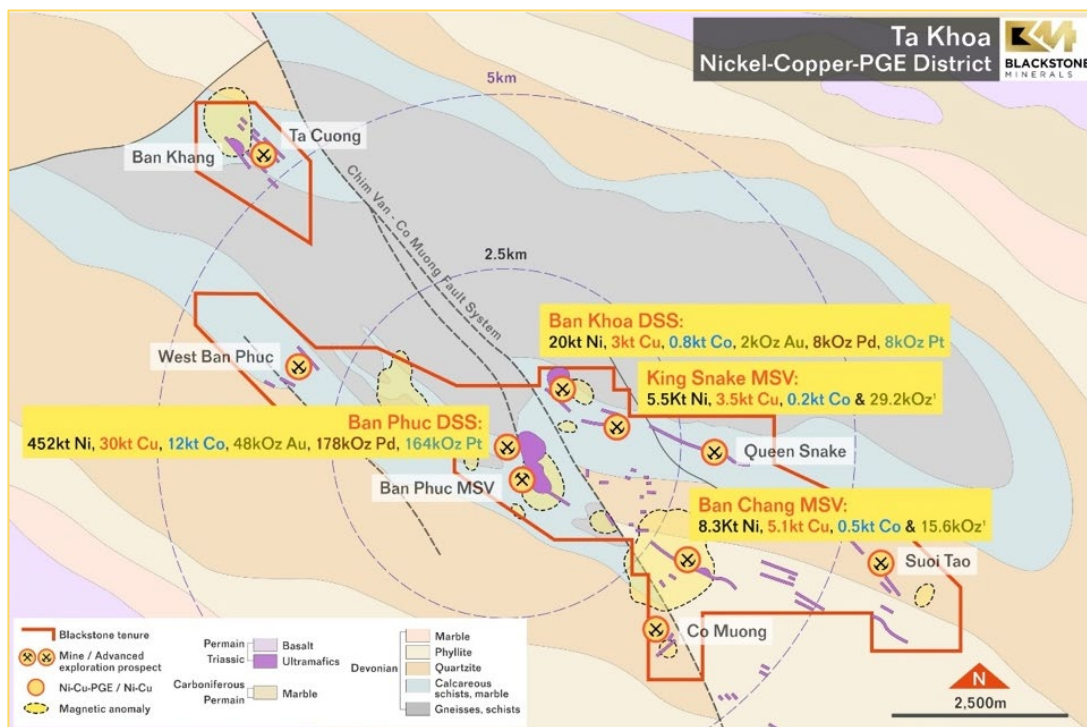 Ta Khoa
Nickel-Copper-PGE District
BLACKSTONE
MINERALS
5km
Ta Cuong
Ban Khang
Chim Van - Co Muong Fault System
2.5km
Ban Khoa DSS:
20kt Ni, 3kt Cu, 0.8kt Co, 2kOz Au, 8kOz Pd, 8kOz Pt
West Ban Phuc
King Snake MSV:
5.5Kt Ni, 3.5kt Cu, 0.2kt Co & 29.2kOz¹
Ban Phuc DSS:
452kt Ni, 30kt Cu, 12kt Co, 48kOz Au, 178kOz Pd, 164kOz Pt
Queen Snake
Ban Phuc MSV
Ban Chang MSV:
8.3Kt Ni, 5.1kt Cu, 0.5kt Co & 15.6kOz¹
Suoi Tao
Co Muong
Blackstone tenure
Mine / Advanced
exploration prospect
Ni-Cu-PGE / Ni-Cu
Magnetic anomaly
Permain
Triassic
Basalt
Ultramafics
Carboniferous
Permain
Marble
Devonian
Marble
Phyllite
Quartzite
Calcareous
schists, marble
Gneisses, schists
N
2,500m